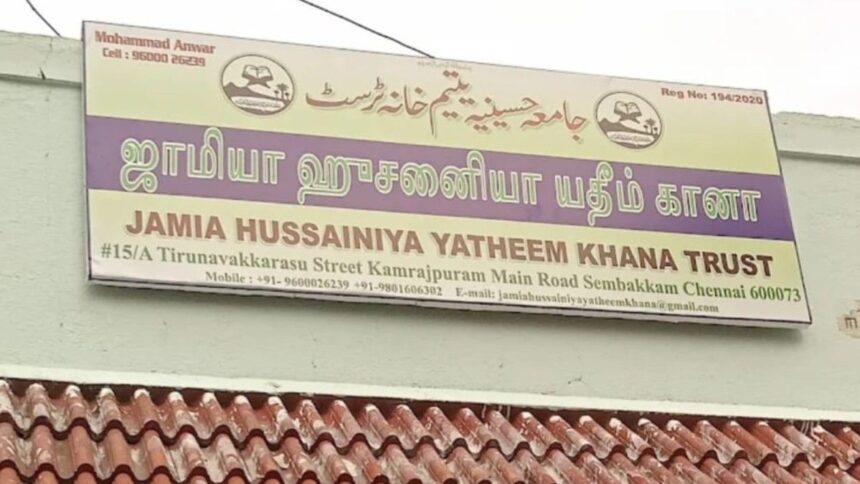 Mohammad Anwar
Cell : 96000 26239
Reg No: 194/2020
جامعہ حسینیہ یتیم خانہ ٹرسٹ
ஜாமியா ஹுசனைியா யதீம் கானா
JAMIA HUSSAINIYA YATHEEM KHANA TRUST
#15/A Tirunavakkarasu Street Kamrajpuram Main Road Sembakkam Chennai 600073
Mobile : +91- 9600026239 +91-9801606302 E-mail: jamiahussainiyayatheemkhana@gmail.com